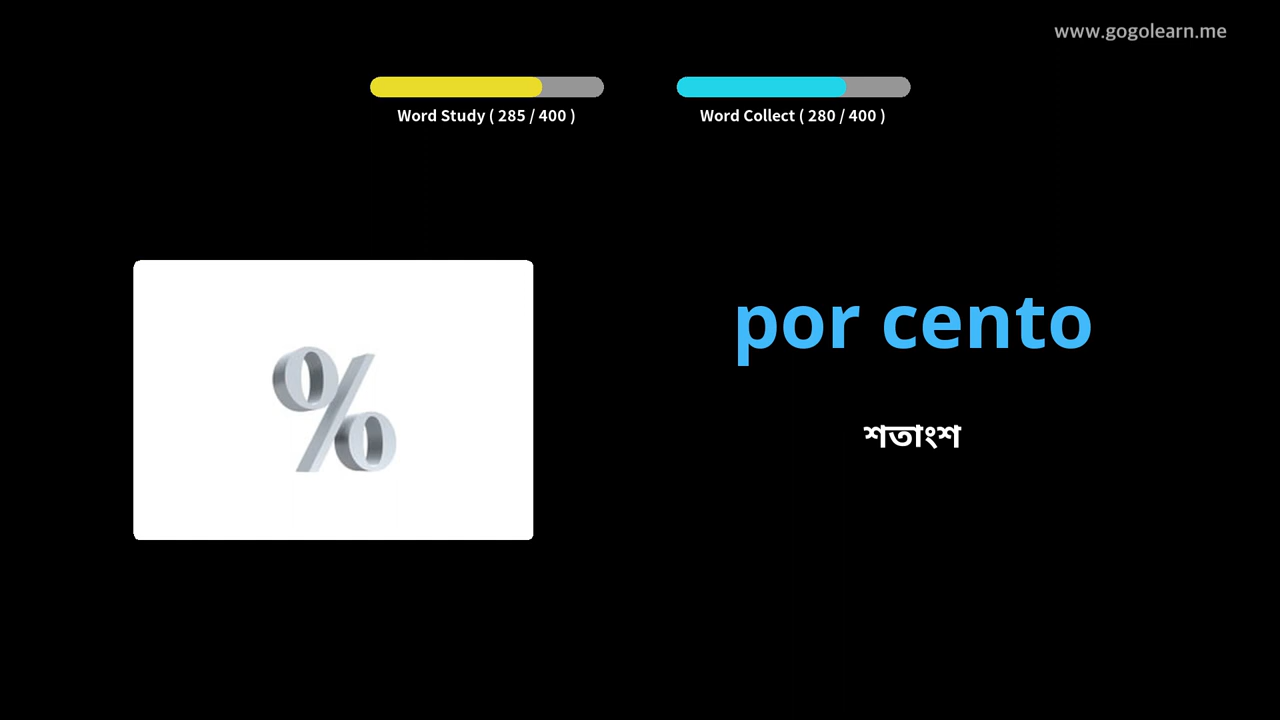 www.gogolearn.me
Word Study ( 285 / 400 )
Word Collect ( 280 / 400 )
%
por cento
শতাংশ